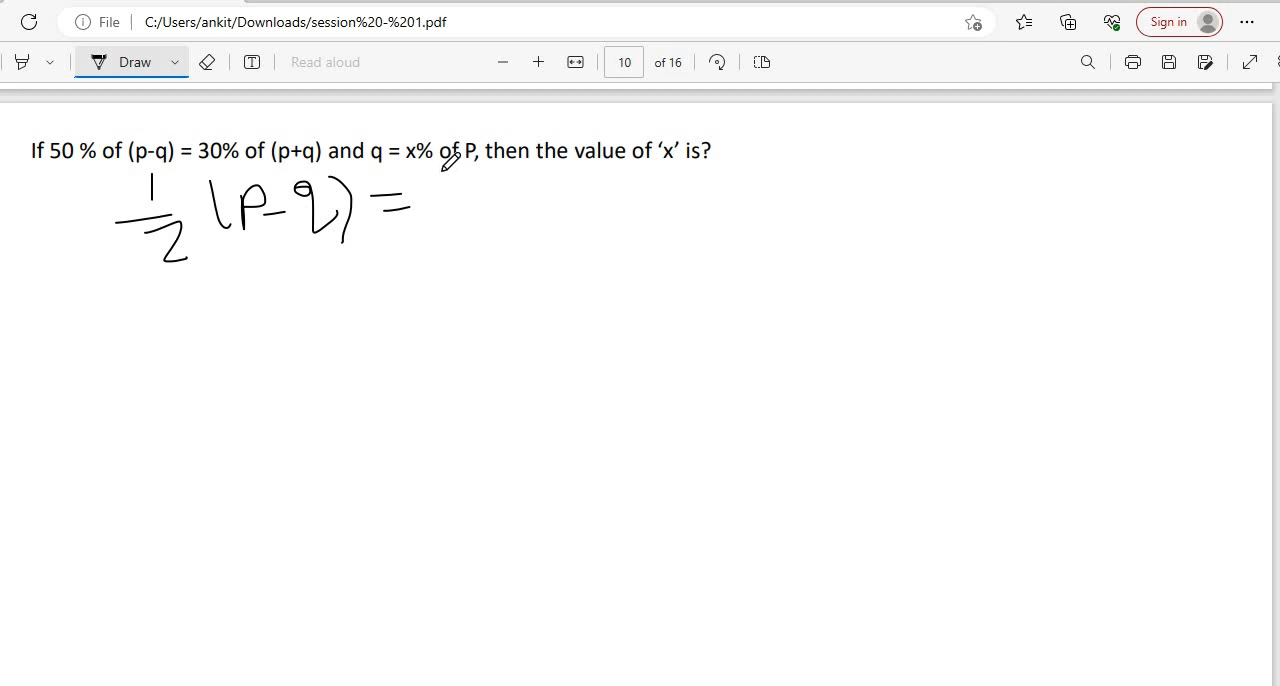 File C:/Users/ankit/Downloads/session%20-%201.pdf Sign in
Draw Read aloud 10 of 16
If 50 % of (p-q) = 30% of (p+q) and q = x% of P, then the value of ‘x’ is?
1/2 (p-q) =